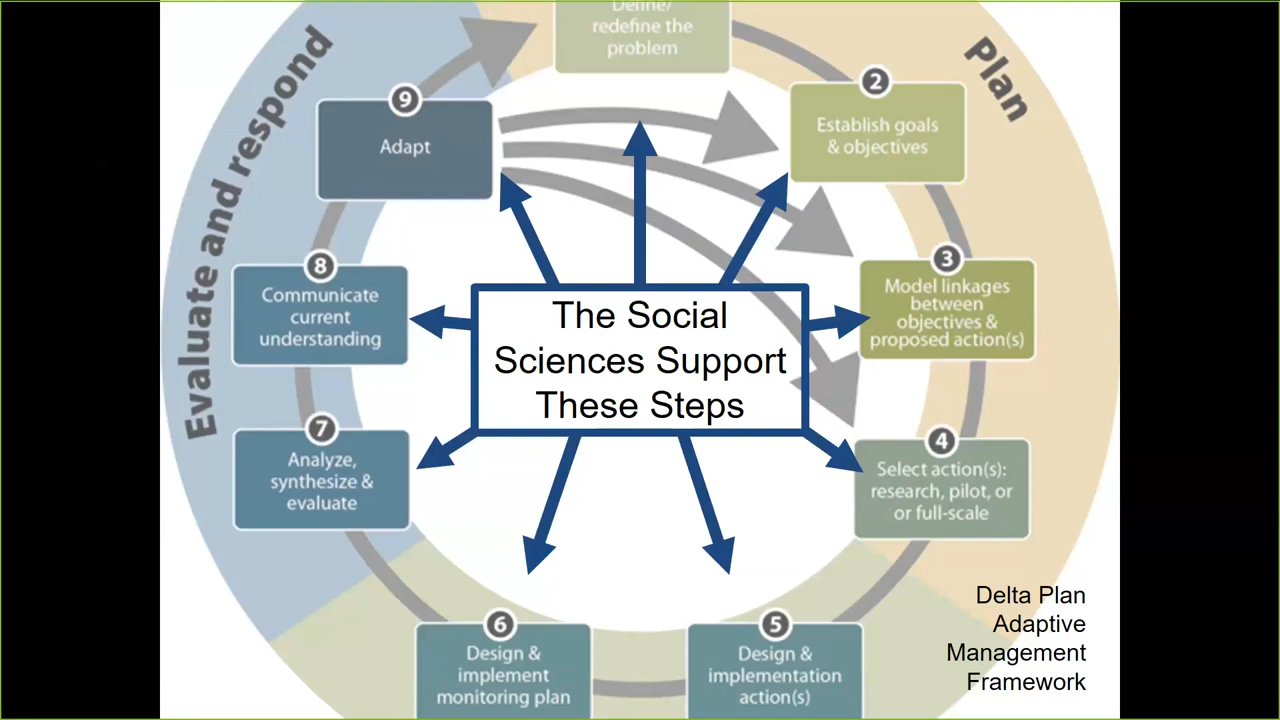 Define/
redefine the
problem
Plan
2
Establish goals
& objectives
3
Model linkages
between
objectives &
proposed action(s)
4
Select action(s):
research, pilot, or
or full-scale
5
Design &
implementation
action(s)
6
Design &
implement
monitoring plan
7
Analyze,
synthesize &
evaluate
8
Communicate
current
understanding
9
Adapt
Evaluate and respond
The Social
Sciences Support
These Steps
Delta Plan
Adaptive
Management
Framework